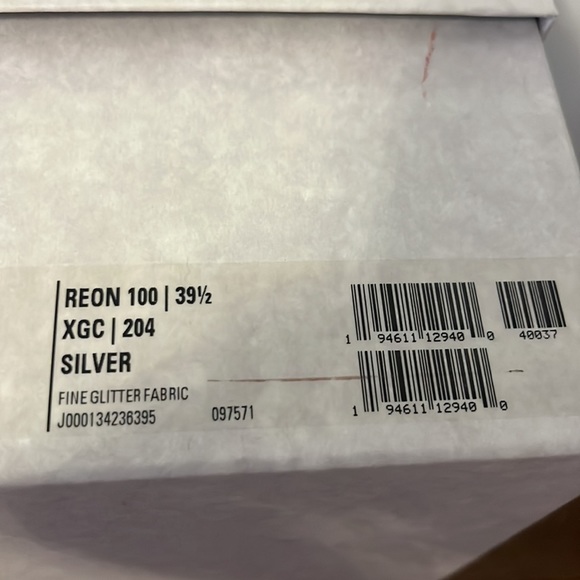 REON 100 | 39½
XGC | 204
SILVER
FINE GLITTER FABRIC
J000134236395 097571
1 94611 12940 0
40037
1 94611 12940 0